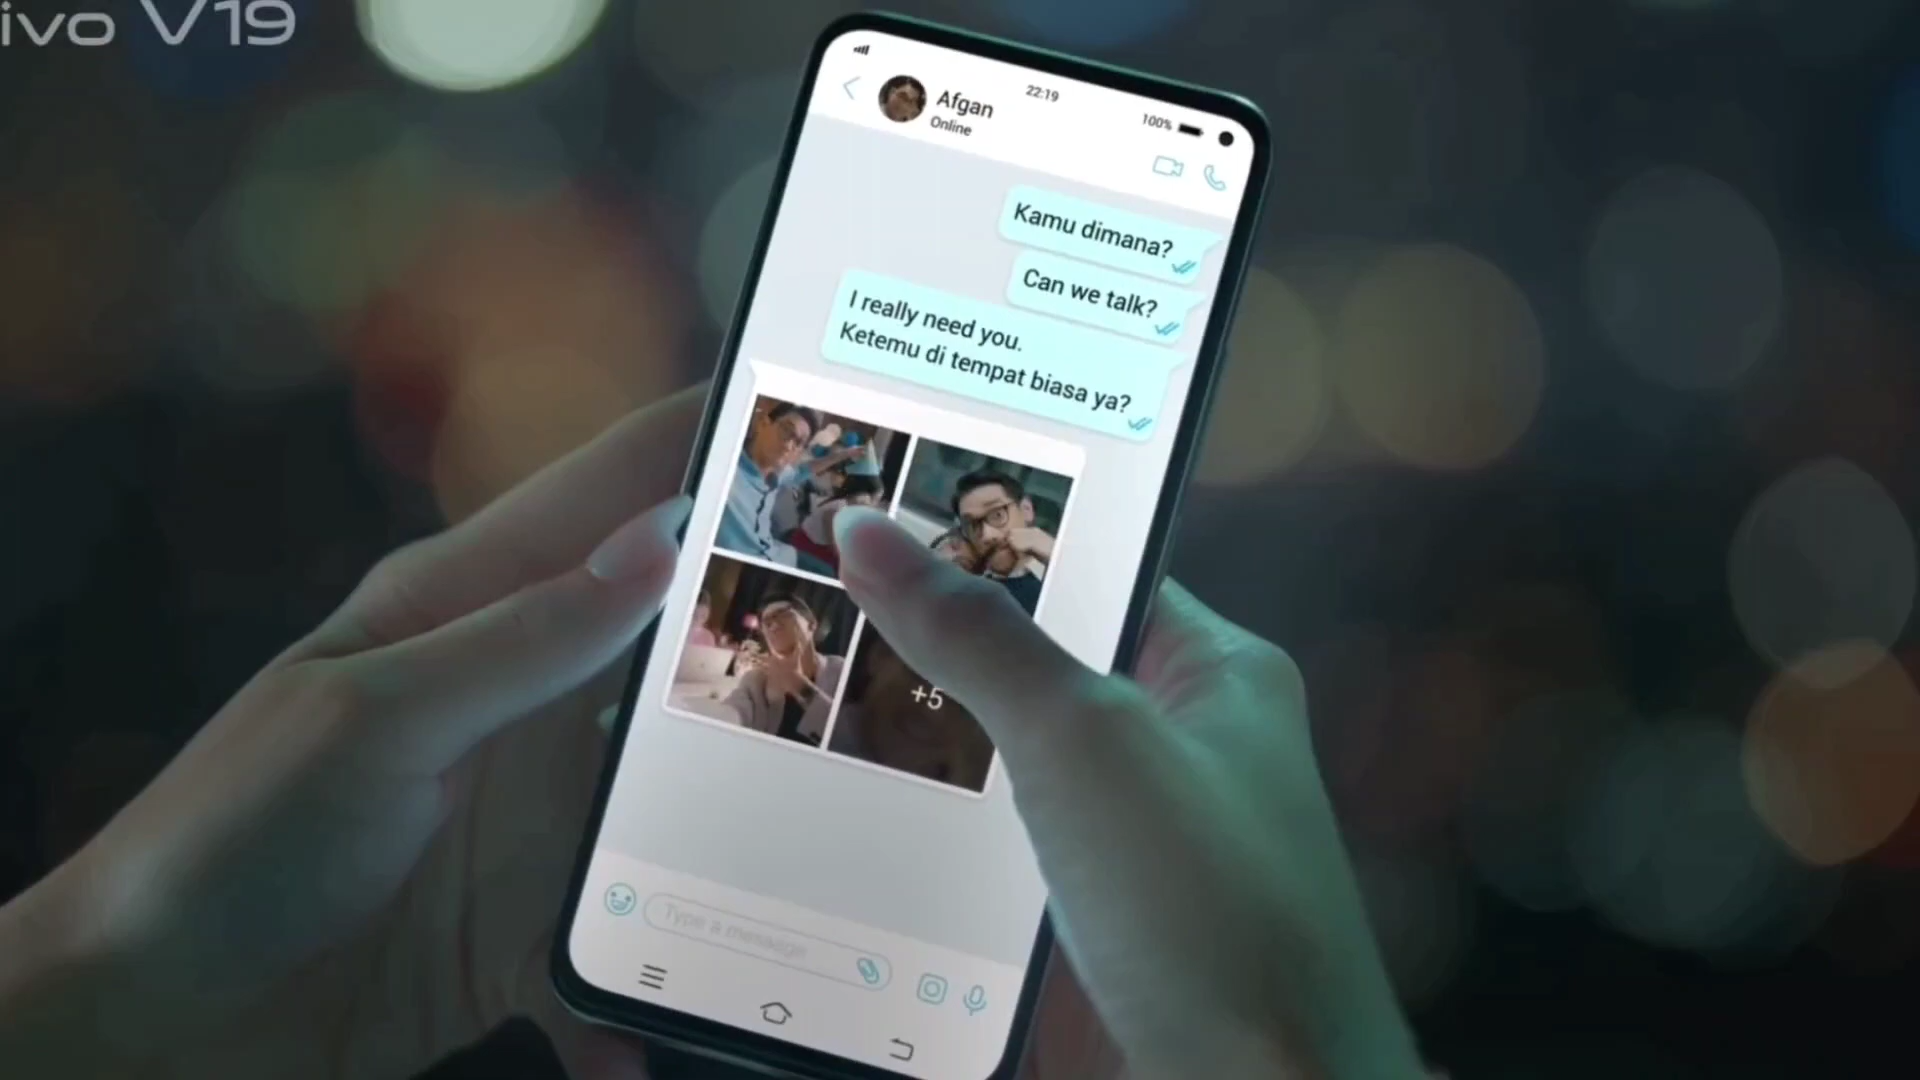 vivo V19
22:19
100%
Afgan
Online
Kamu dimana?
Can we talk?
I really need you.
Ketemu di tempat biasa ya?
+5
Type a message